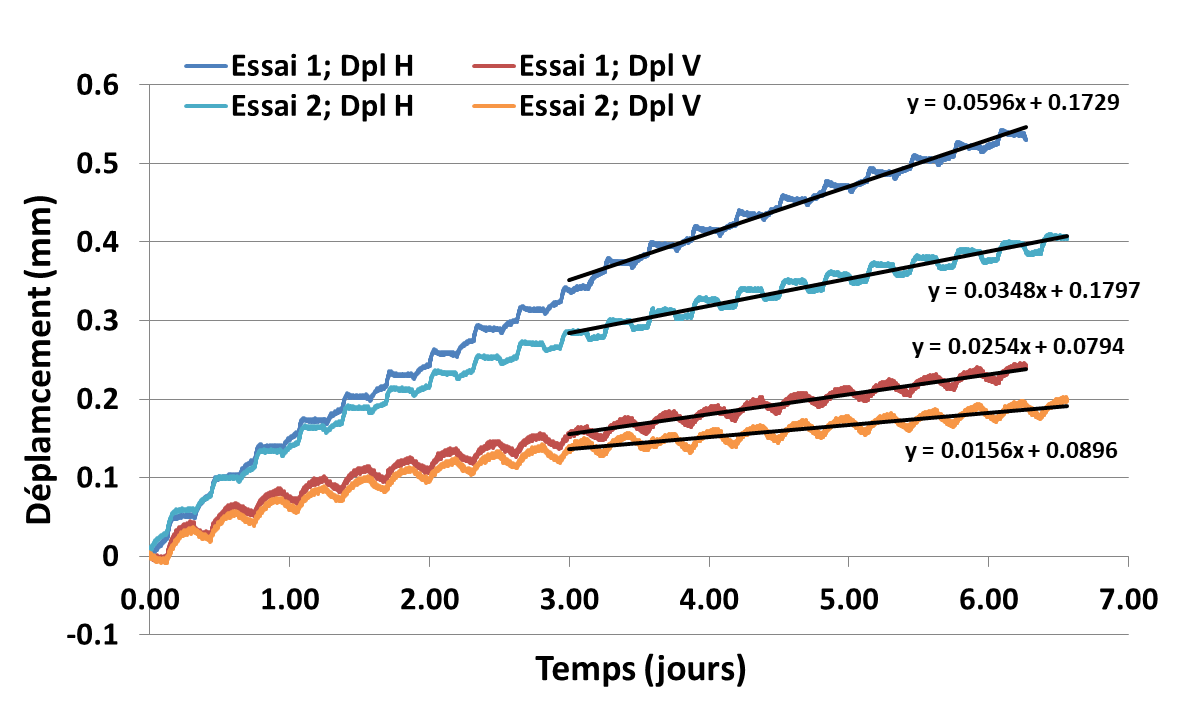 Essai 1; Dpl H
Essai 1; Dpl V
Essai 2; Dpl H
Essai 2; Dpl V
y = 0.0596x + 0.1729
y = 0.0348x + 0.1797
y = 0.0254x + 0.0794
y = 0.0156x + 0.0896
Déplamcement (mm)
0.6
0.5
0.4
0.3
0.2
0.1
0
-0.1
0.00 1.00 2.00 3.00 4.00 5.00 6.00 7.00
Temps (jours)